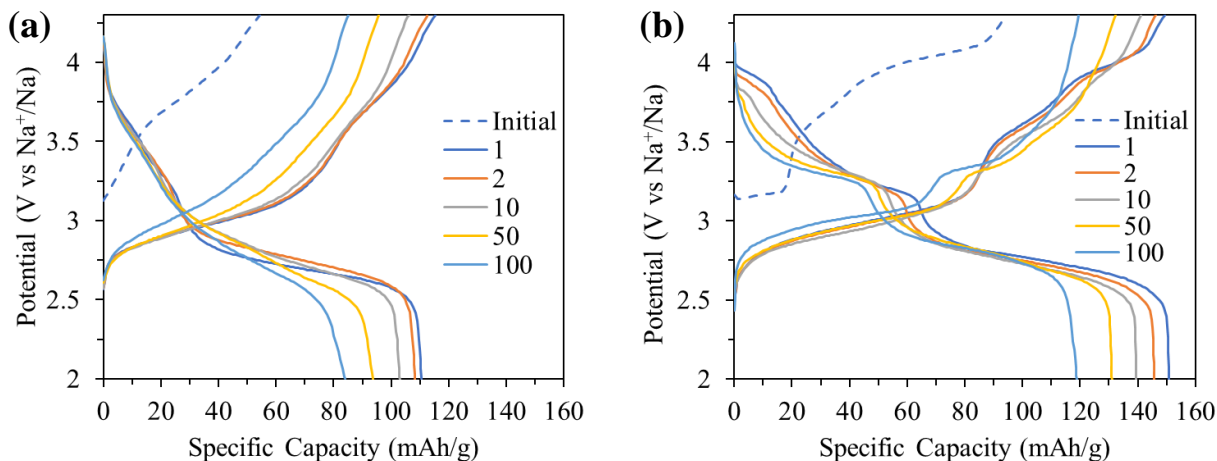 (a)
Potential (V vs Na⁺/Na)
4
3.5
3
2.5
2
0 20 40 60 80 100 120 140 160
Specific Capacity (mAh/g)
Initial
1
2
10
50
100
(b)
Potential (V vs Na⁺/Na)
4
3.5
3
2.5
2
0 20 40 60 80 100 120 140 160
Specific Capacity (mAh/g)
Initial
1
2
10
50
100